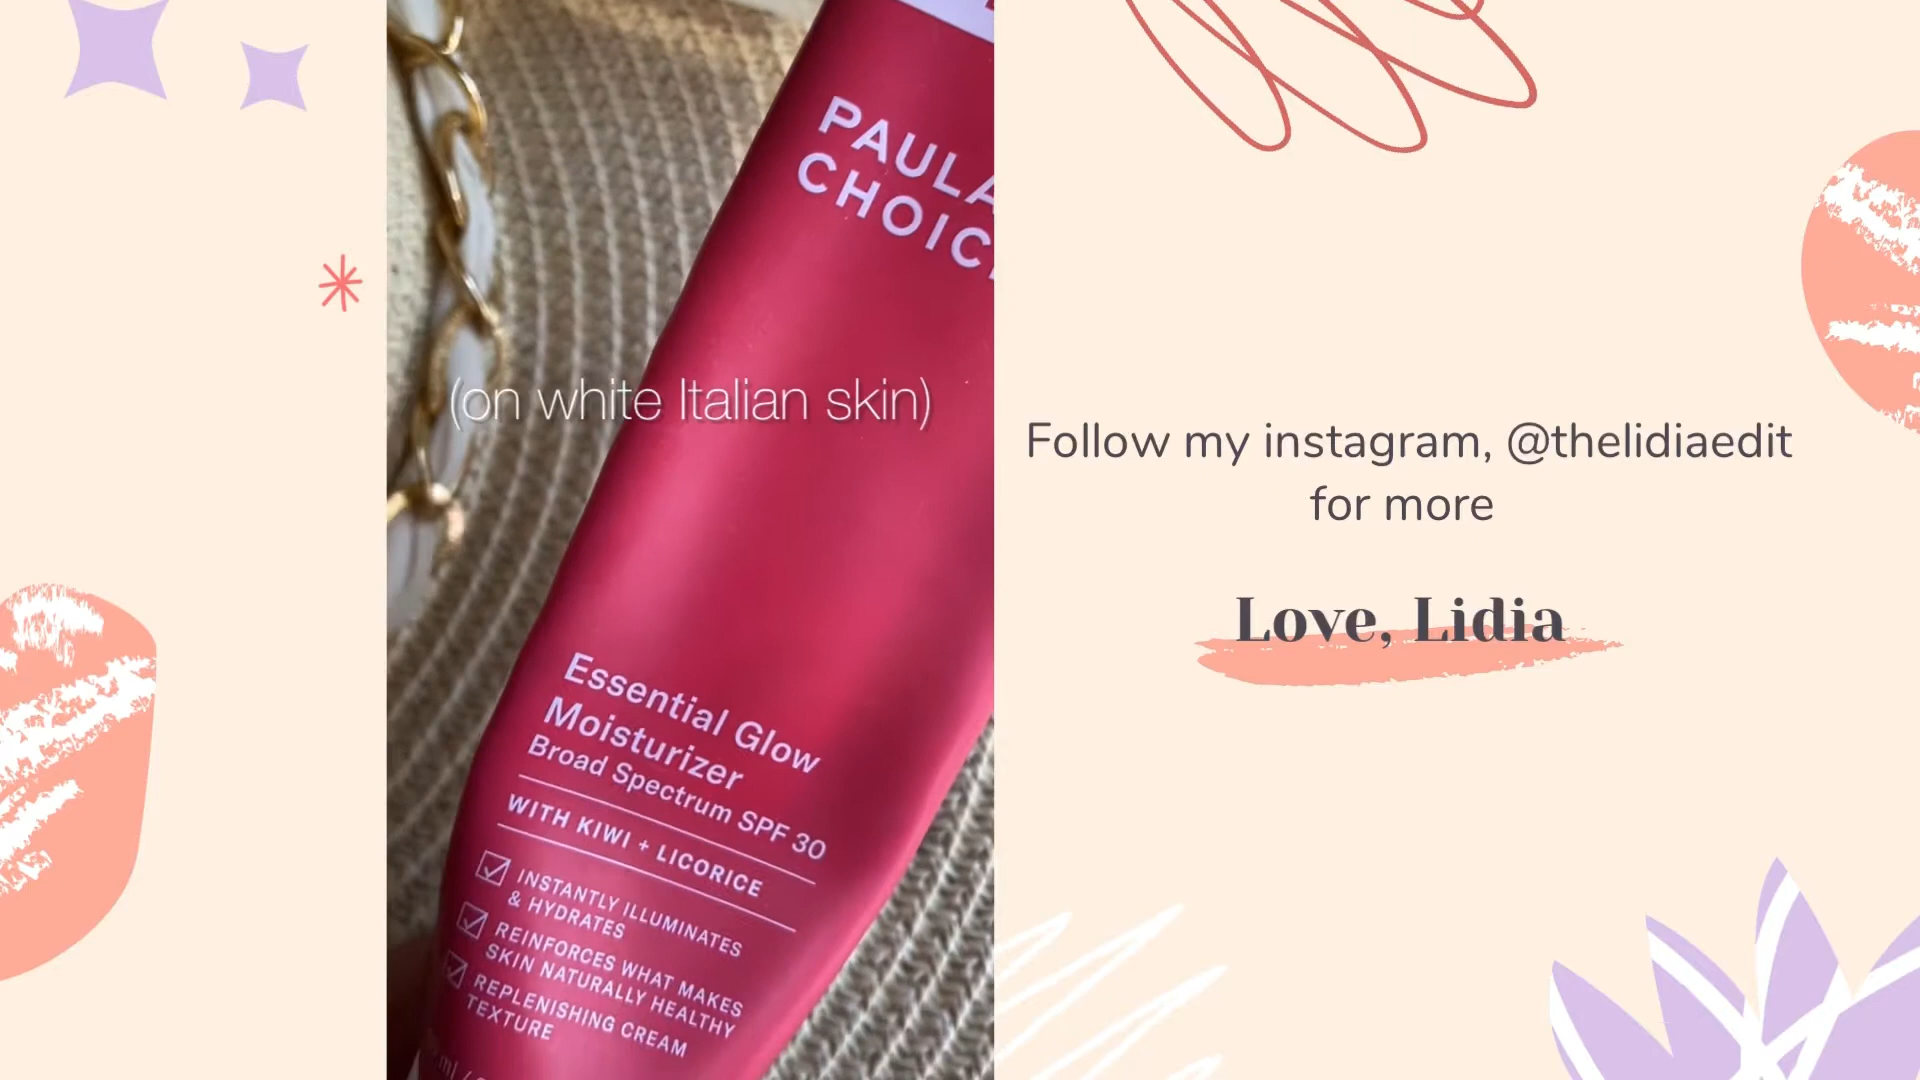 PAULA
CHOIC
(on white Italian skin)
Essential Glow
Moisturizer
Broad Spectrum SPF 30
WITH KIWI + LICORICE
INSTANTLY ILLUMINATES
& HYDRATES
REINFORCES WHAT MAKES
SKIN NATURALLY HEALTHY
REPLENISHING CREAM
TEXTURE
ml /
Follow my instagram, @thelidiaedit
for more
Love, Lidia